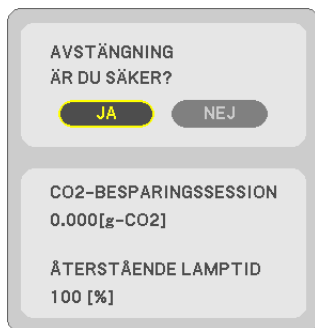 AVSTÄNGNING
ÄR DU SÄKER?
JA NEJ
CO2-BESPARINGSSESSION
0.000[g-CO2]
ÅTERSTÅENDE LAMPTID
100 [%]